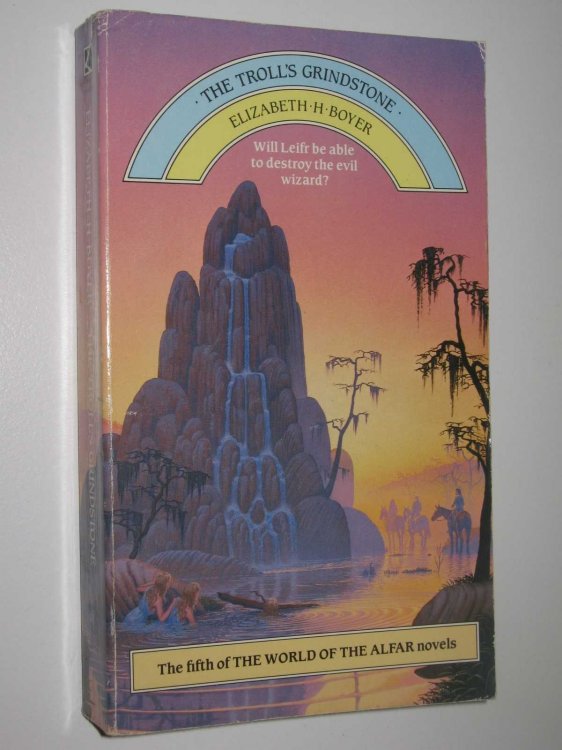 · THE TROLL'S GRINDSTONE ·
ELIZABETH · H · BOYER
Will Leifr be able
to destroy the evil
wizard?
The fifth of THE WORLD OF THE ALFAR novels